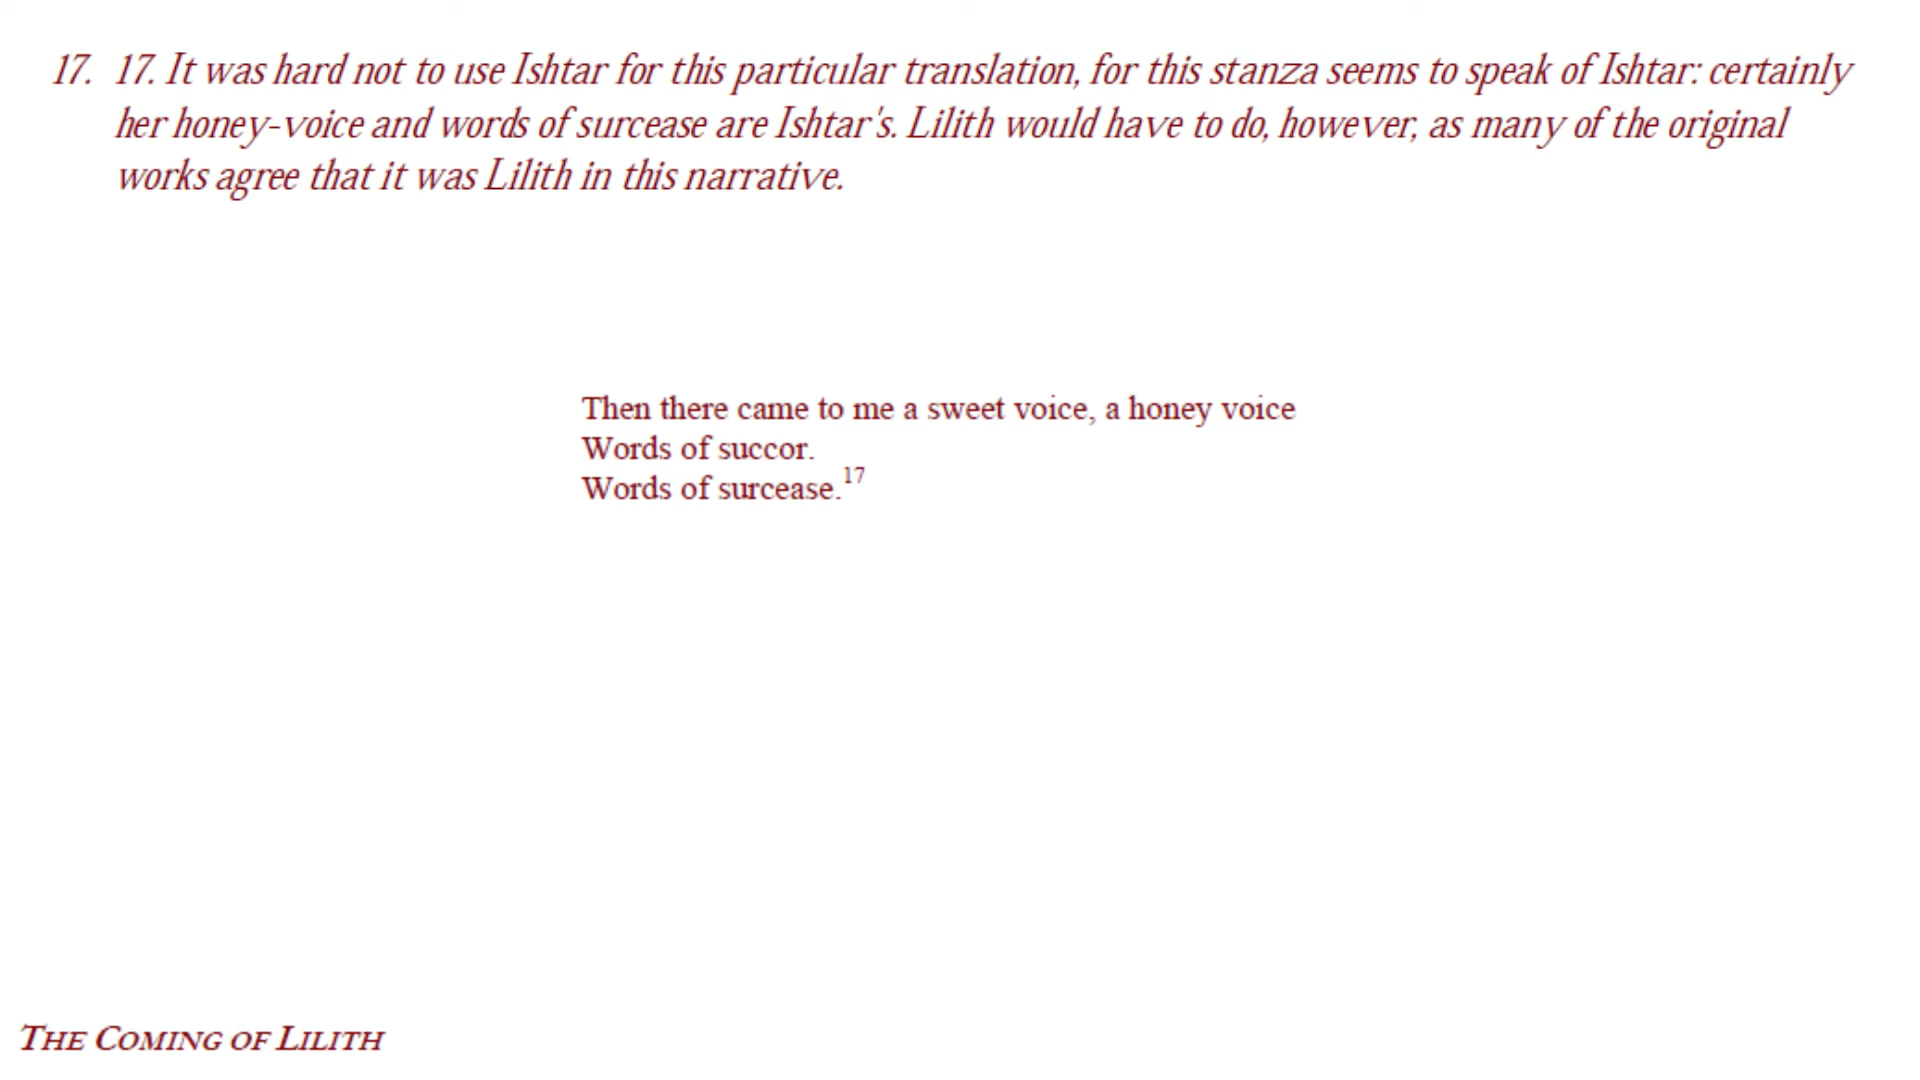 17. 17. It was hard not to use Ishtar for this particular translation, for this stanza seems to speak of Ishtar: certainly
her honey-voice and words of surcease are Ishtar's. Lilith would have to do, however, as many of the original
works agree that it was Lilith in this narrative.
Then there came to me a sweet voice, a honey voice
Words of succor.
Words of surcease.17
THE COMING OF LILITH